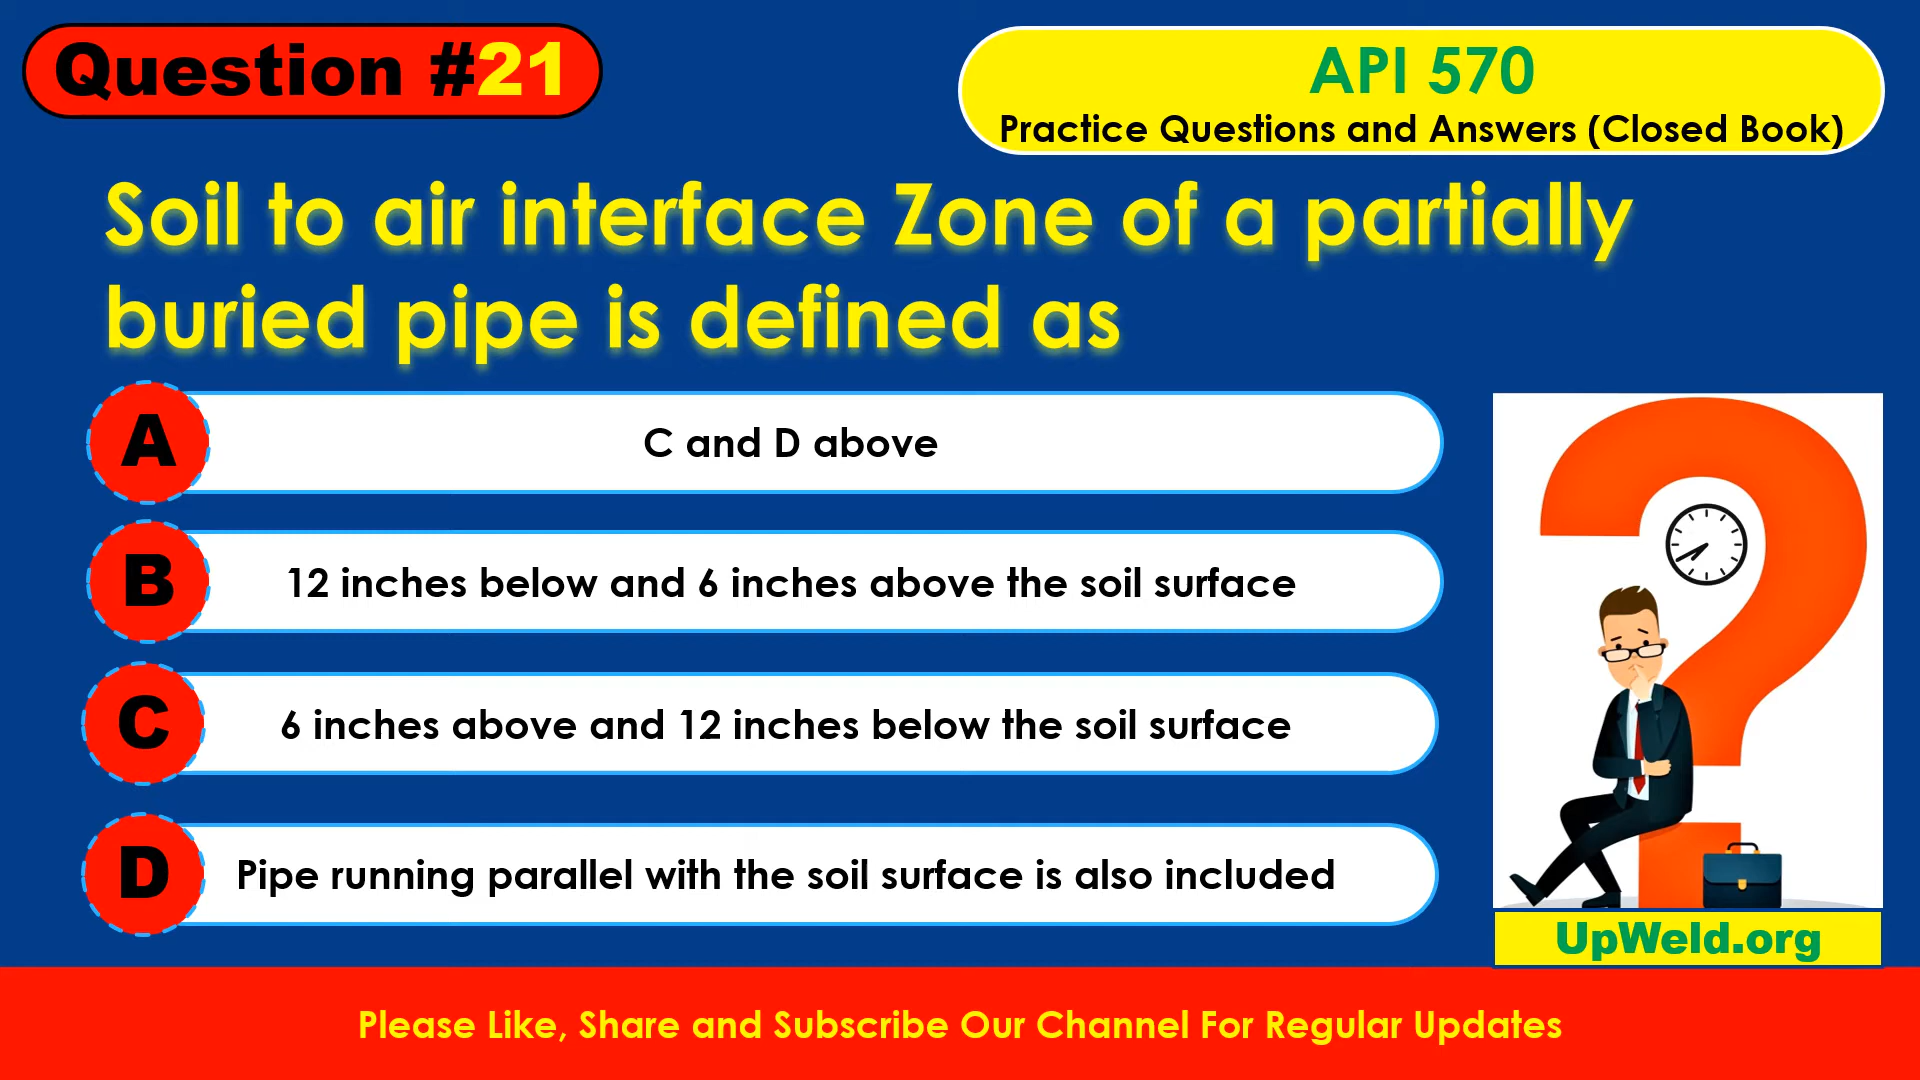 Question #21
API 570
Practice Questions and Answers (Closed Book)
Soil to air interface Zone of a partially
buried pipe is defined as
A
C and D above
B
12 inches below and 6 inches above the soil surface
C
6 inches above and 12 inches below the soil surface
D
Pipe running parallel with the soil surface is also included
UpWeld.org
Please Like, Share and Subscribe Our Channel For Regular Updates